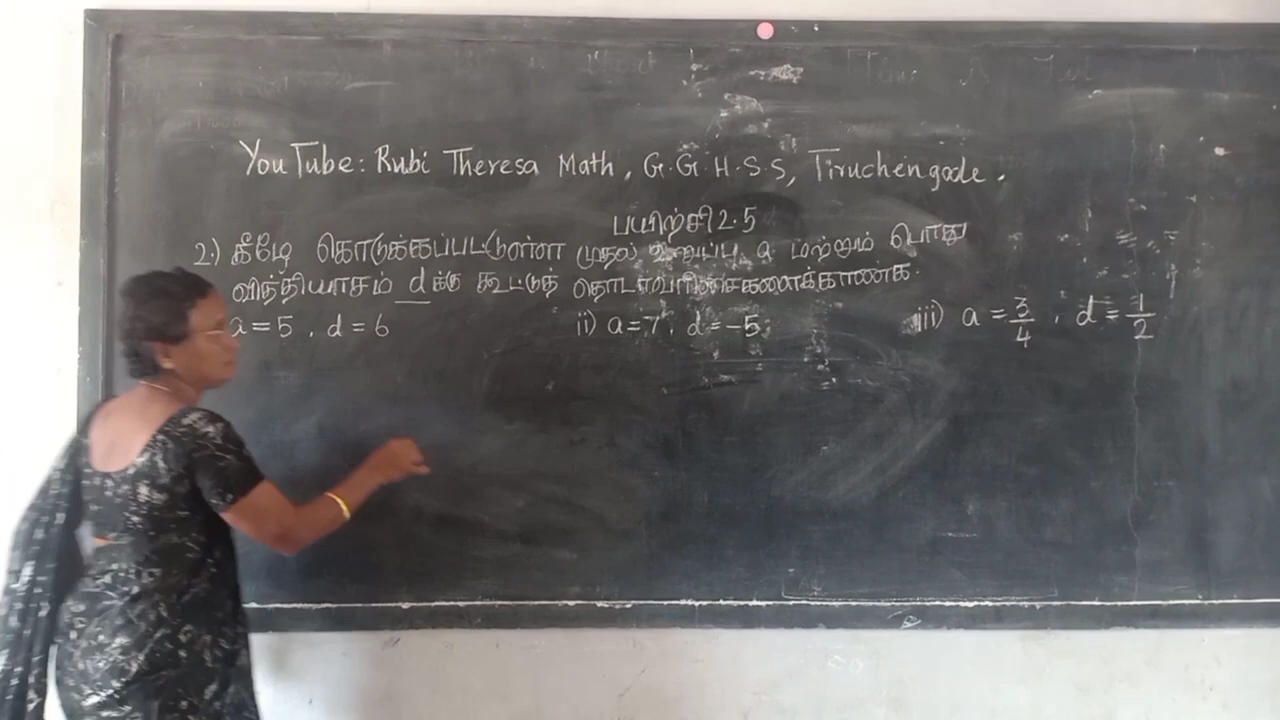 YouTube: Rubi Theresa Math, G.G.H.S.S, Tiruchengode.
பயிற்சி 2.5
2.) கீழே கொடுக்கப்பட்டுள்ள முதல் உறுப்பு a மற்றும் பொது
வித்தியாசம் d க்கு கூட்டுத் தொடர்வரிசைகளைக்காண்க.
a = 5 , d = 6 ii) a = 7 , d = -5; iii) a = 3/4 , d = 1/2